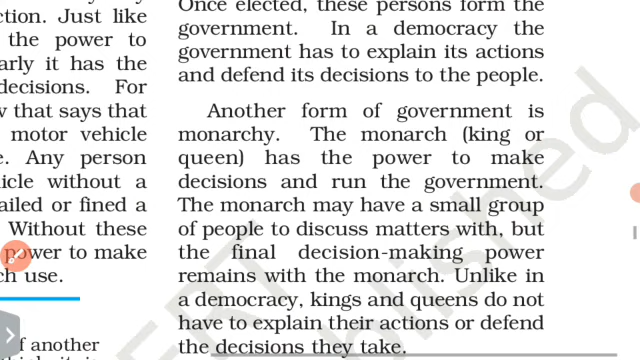 ction. Just like
the power to
arly it has the
decisions. For
v that says that
motor vehicle
e. Any person
icle without a
ailed or fined a
Without these
power to make
ch use.
f another
Once elected, these persons form the
government. In a democracy the
government has to explain its actions
and defend its decisions to the people.
Another form of government is
monarchy. The monarch (king or
queen) has the power to make
decisions and run the government.
The monarch may have a small group
of people to discuss matters with, but
the final decision-making power
remains with the monarch. Unlike in
a democracy, kings and queens do not
have to explain their actions or defend
the decisions they take.